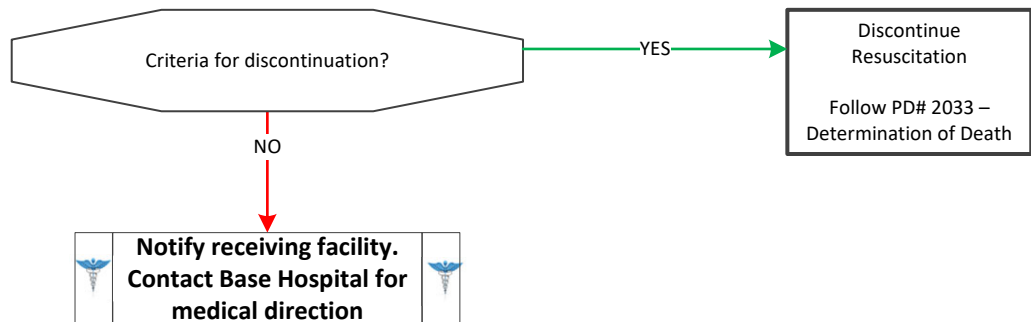 Criteria for discontinuation?
YES
Discontinue
Resuscitation
Follow PD# 2033 –
Determination of Death
NO
Notify receiving facility.
Contact Base Hospital for
medical direction